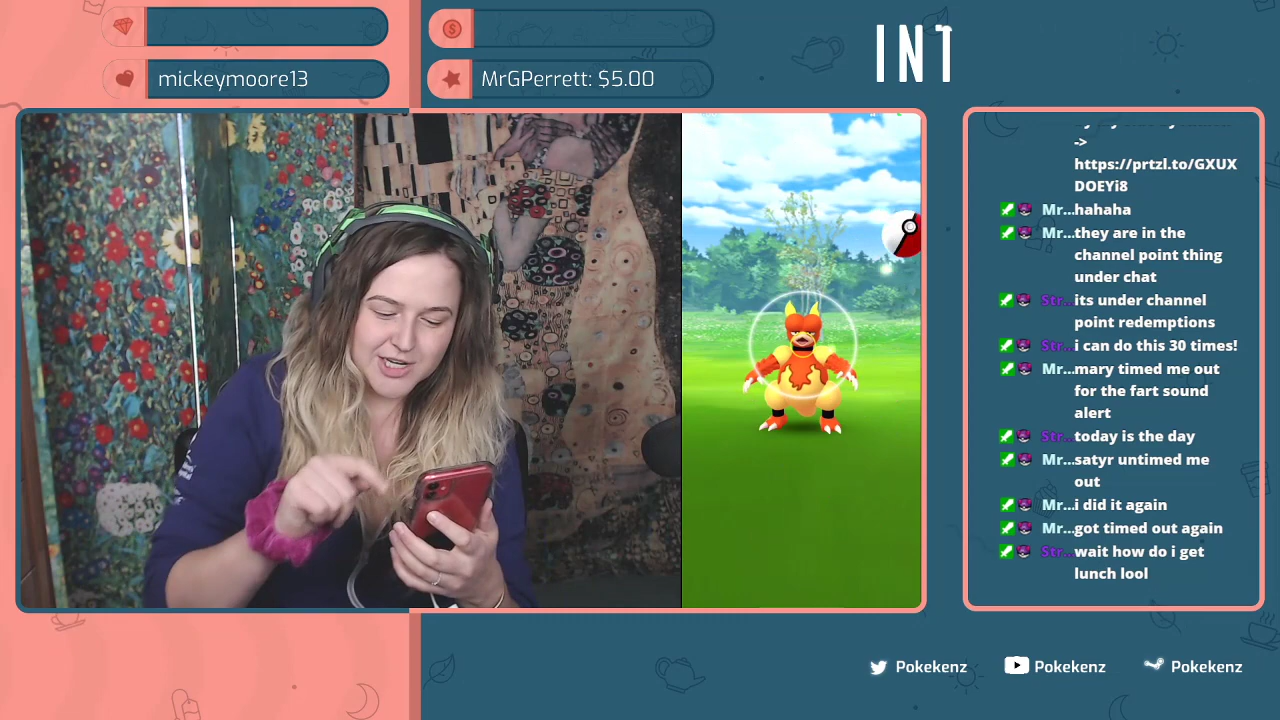 mickeymoore13
MrGPerrett: $5.00
INT
->
https://prtzl.to/GXUX
DOEYi8
Mr...hahaha
Mr...they are in the
channel point thing
under chat
Str...its under channel
point redemptions
Str...i can do this 30 times!
Mr...mary timed me out
for the fart sound
alert
Str...today is the day
Mr...satyr untimed me
out
Mr...i did it again
Mr...got timed out again
Str...wait how do i get
lunch lool
Pokekenz
Pokekenz
Pokekenz